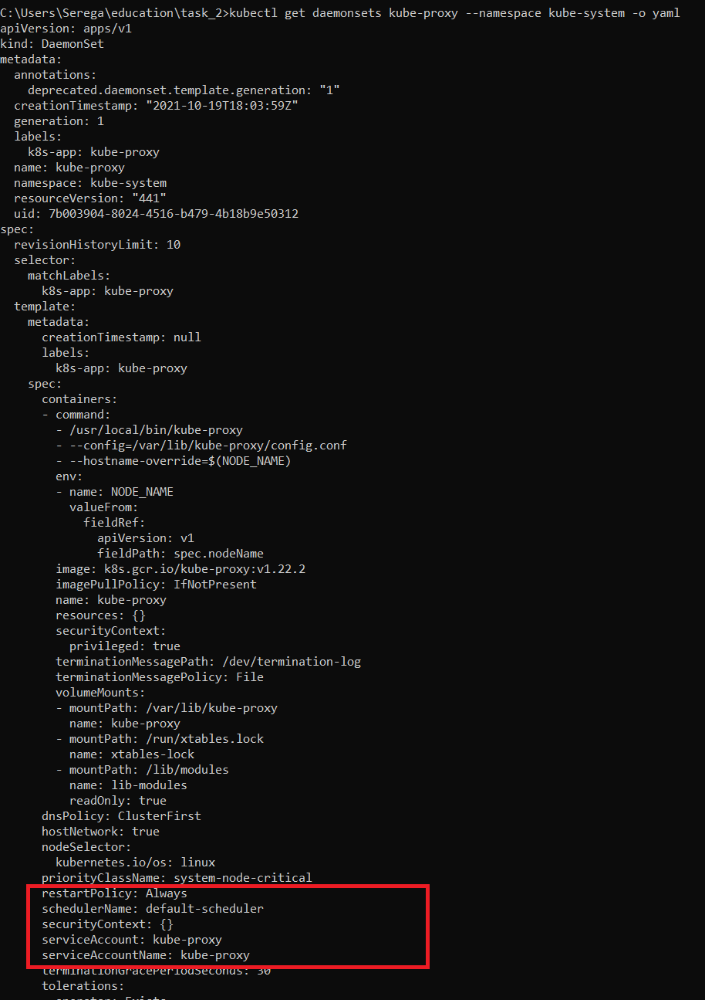 C:\Users\Serega\education\task_2>kubectl get daemonsets kube-proxy --namespace kube-system -o yaml
apiVersion: apps/v1
kind: DaemonSet
metadata:
  annotations:
    deprecated.daemonset.template.generation: "1"
  creationTimestamp: "2021-10-19T18:03:59Z"
  generation: 1
  labels:
    k8s-app: kube-proxy
  name: kube-proxy
  namespace: kube-system
  resourceVersion: "441"
  uid: 7b003904-8024-4516-b479-4b18b9e50312
spec:
  revisionHistoryLimit: 10
  selector:
    matchLabels:
      k8s-app: kube-proxy
  template:
    metadata:
      creationTimestamp: null
      labels:
        k8s-app: kube-proxy
    spec:
      containers:
      - command:
        - /usr/local/bin/kube-proxy
        - --config=/var/lib/kube-proxy/config.conf
        - --hostname-override=$(NODE_NAME)
        env:
        - name: NODE_NAME
          valueFrom:
            fieldRef:
              apiVersion: v1
              fieldPath: spec.nodeName
        image: k8s.gcr.io/kube-proxy:v1.22.2
        imagePullPolicy: IfNotPresent
        name: kube-proxy
        resources: {}
        securityContext:
          privileged: true
        terminationMessagePath: /dev/termination-log
        terminationMessagePolicy: File
        volumeMounts:
        - mountPath: /var/lib/kube-proxy
          name: kube-proxy
        - mountPath: /run/xtables.lock
          name: xtables-lock
        - mountPath: /lib/modules
          name: lib-modules
          readOnly: true
      dnsPolicy: ClusterFirst
      hostNetwork: true
      nodeSelector:
        kubernetes.io/os: linux
      priorityClassName: system-node-critical
      restartPolicy: Always
      schedulerName: default-scheduler
      securityContext: {}
      serviceAccount: kube-proxy
      serviceAccountName: kube-proxy
      terminationGracePeriodSeconds: 30
      tolerations:
      - operator: Exists